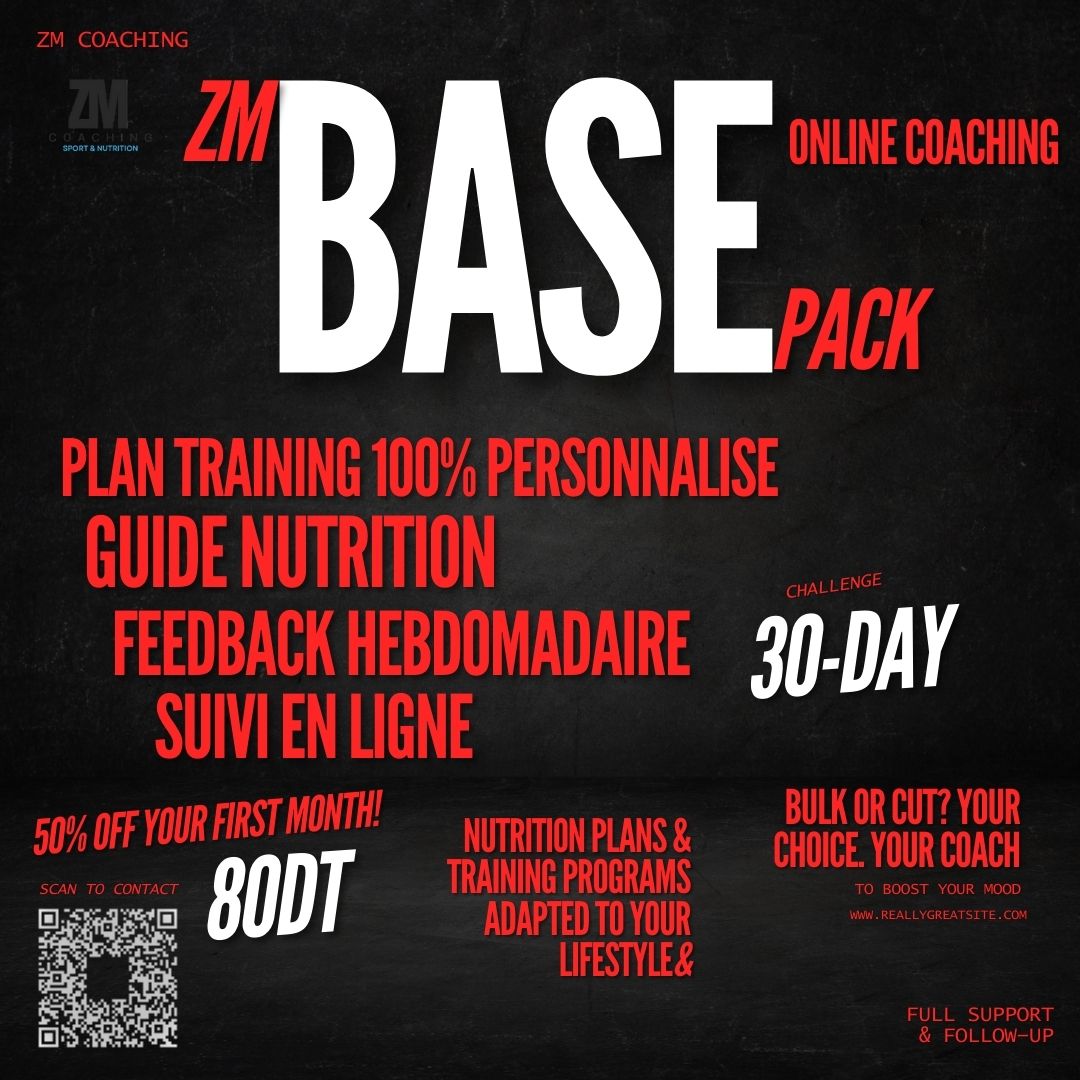 ZM COACHING
ZM
COACHING
SPORT & NUTRITION
ZM
BASE
ONLINE COACHING
PACK
PLAN TRAINING 100% PERSONNALISE
GUIDE NUTRITION
FEEDBACK HEBDOMADAIRE
SUIVI EN LIGNE
CHALLENGE
30-DAY
50% OFF YOUR FIRST MONTH!
80DT
SCAN TO CONTACT
NUTRITION PLANS &
TRAINING PROGRAMS
ADAPTED TO YOUR
LIFESTYLE&
BULK OR CUT? YOUR
CHOICE. YOUR COACH
TO BOOST YOUR MOOD
WWW.REALLYGREATSITE.COM
FULL SUPPORT
& FOLLOW-UP